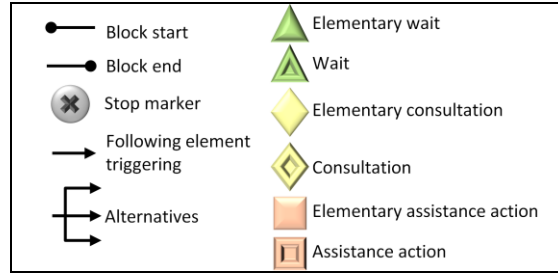 Block start
Block end
Stop marker
Following element
triggering
Alternatives
Elementary wait
Wait
Elementary consultation
Consultation
Elementary assistance action
Assistance action